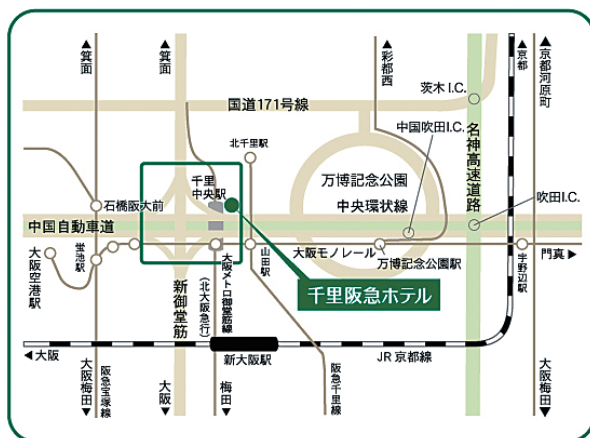 ▲箕面
▲箕面
▲彩都西
▲京都
▲京都河原町
茨木I.C.
国道171号線
北千里駅
中国吹田I.C.
名神高速道路
千里
中央駅
万博記念公園
石橋阪大前
中央環状線
吹田I.C.
中国自動車道
大阪空港駅
蛍池駅
新御堂筋
(北大阪急行)
大阪メトロ御堂筋線
山田駅
大阪モノレール
万博記念公園駅
宇野辺駅
門真▶
千里阪急ホテル
◀大阪
新大阪駅
JR京都線
大阪梅田▼
阪急宝塚線
大阪▼
梅田▼
阪急千里線
大阪梅田▼